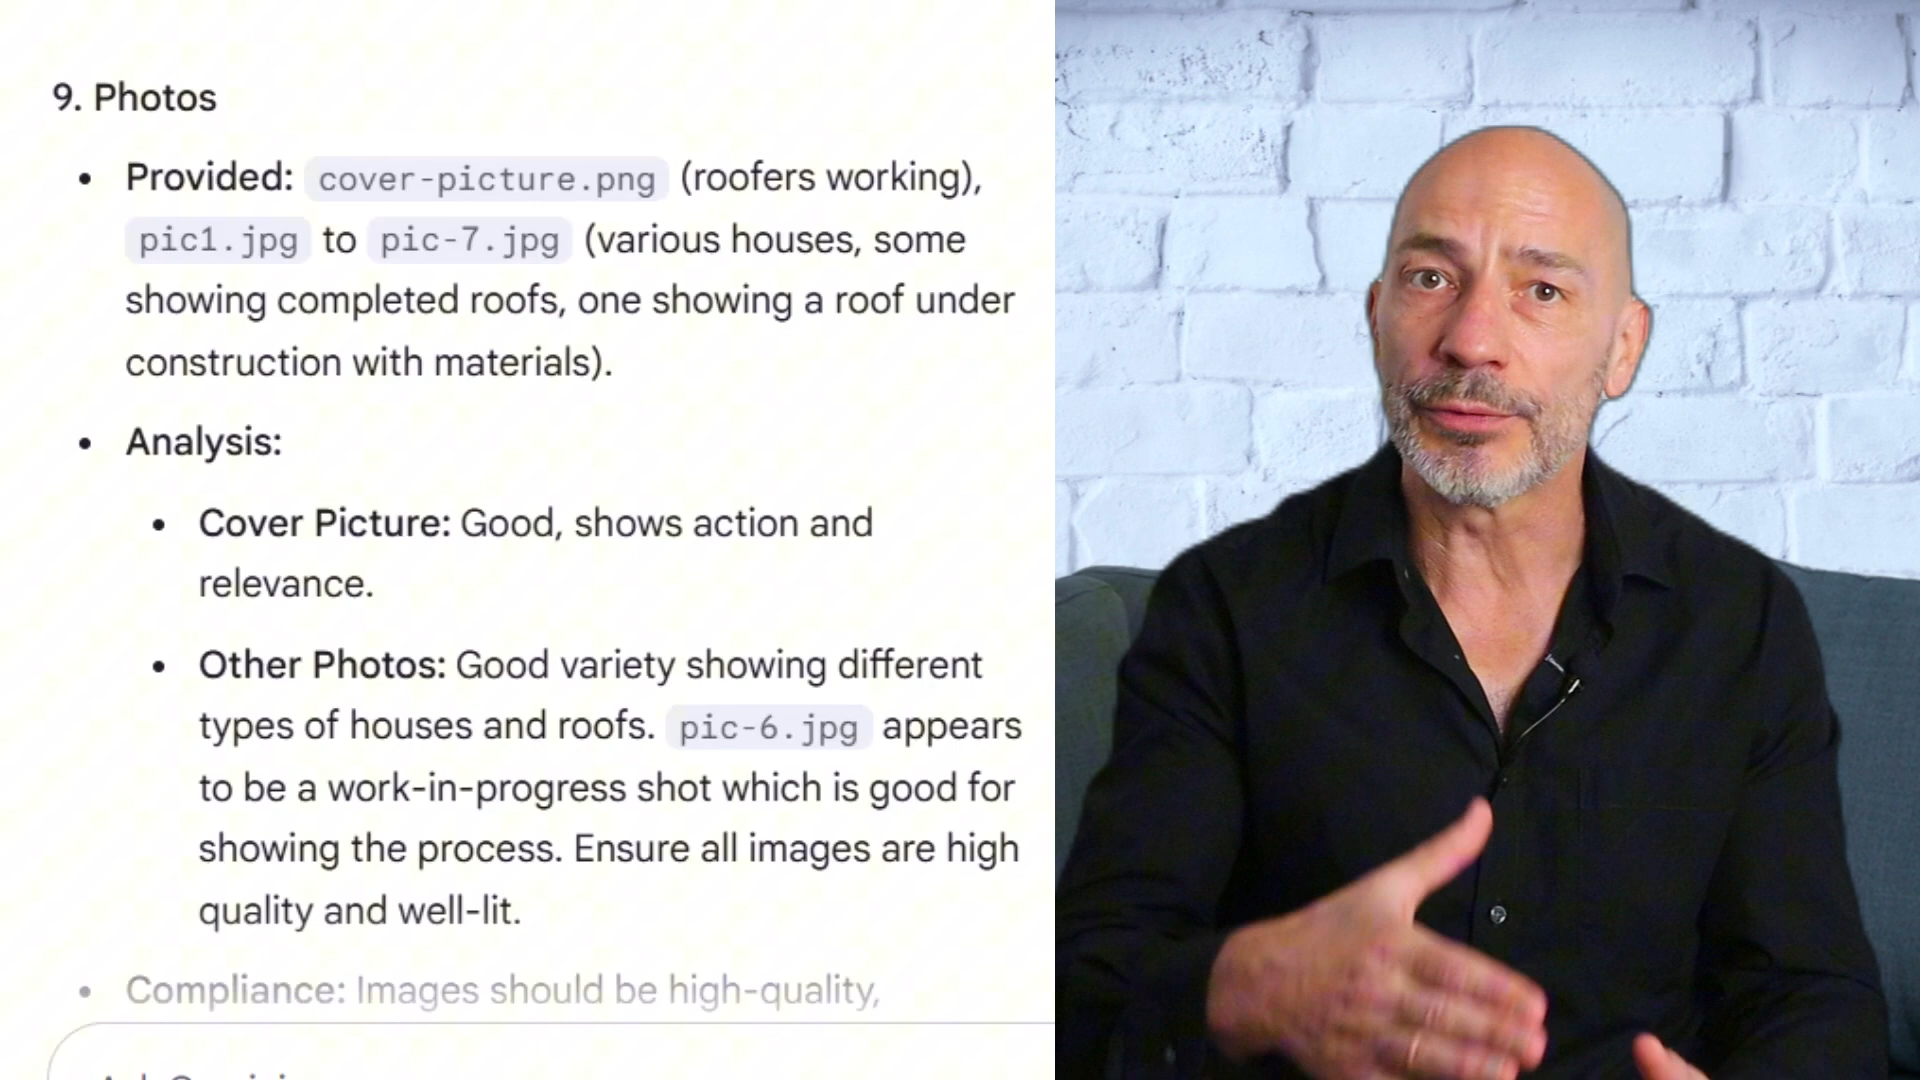 9. Photos
• Provided: cover-picture.png (roofers working),
pic1.jpg to pic-7.jpg (various houses, some
showing completed roofs, one showing a roof under
construction with materials).
• Analysis:
• Cover Picture: Good, shows action and
relevance.
• Other Photos: Good variety showing different
types of houses and roofs. pic-6.jpg appears
to be a work-in-progress shot which is good for
showing the process. Ensure all images are high
quality and well-lit.
• Compliance: Images should be high-quality,